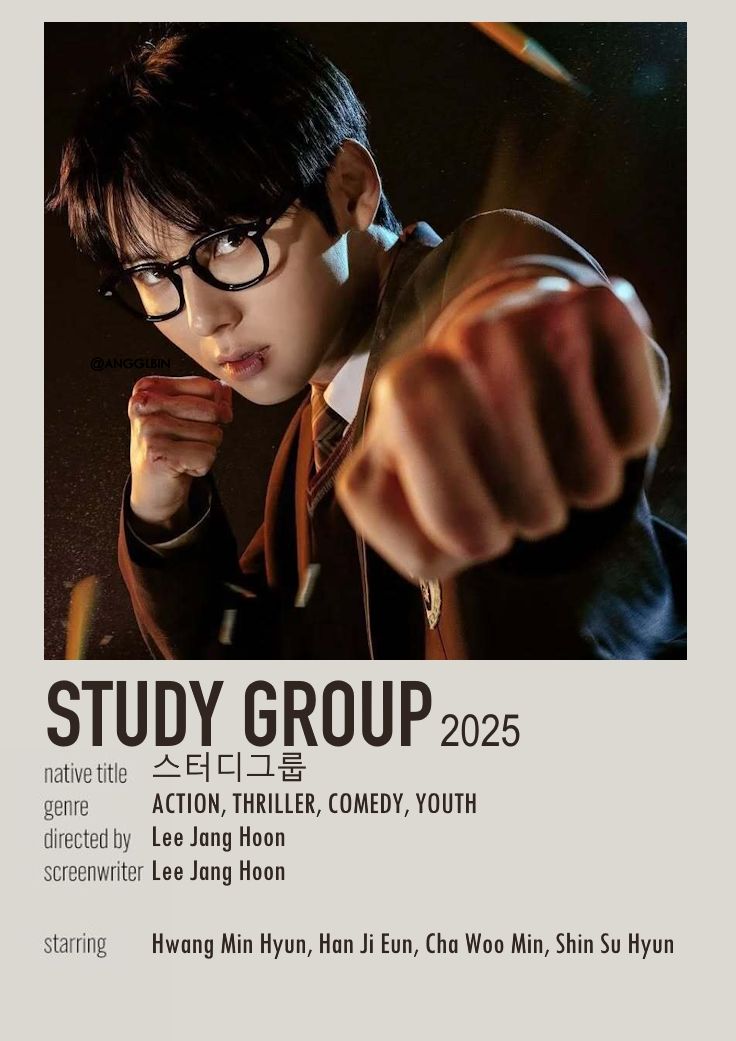 @ANGGLBIN
STUDY GROUP 2025
native title 스터디그룹
genre ACTION, THRILLER, COMEDY, YOUTH
directed by Lee Jang Hoon
screenwriter Lee Jang Hoon
starring Hwang Min Hyun, Han Ji Eun, Cha Woo Min, Shin Su Hyun